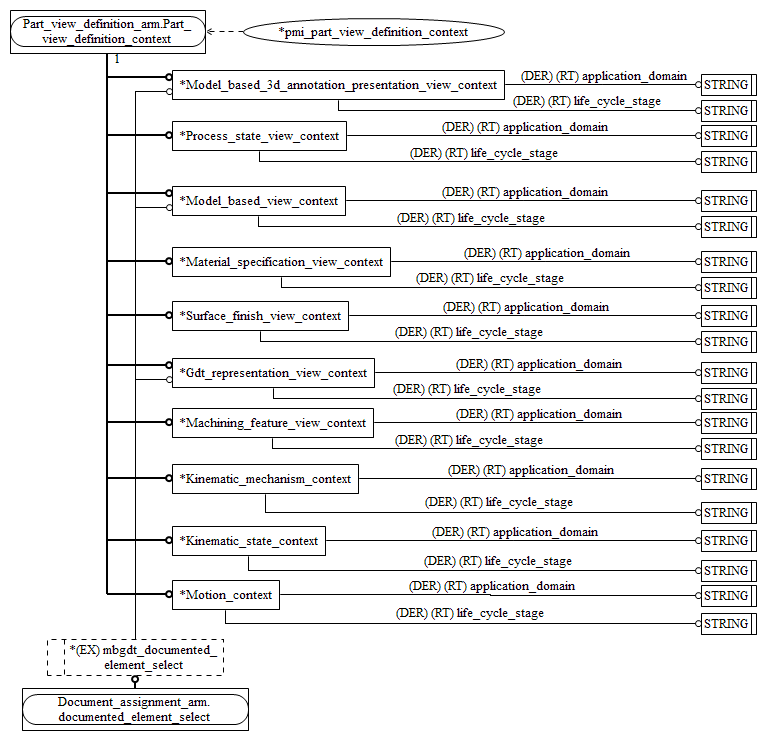 Part_view_definition_arm.Part_
view_definition_context
*pmi_part_view_definition_context
1
*Model_based_3d_annotation_presentation_view_context
(DER) (RT) application_domain
STRING
(DER) (RT) life_cycle_stage
STRING
*Process_state_view_context
(DER) (RT) application_domain
STRING
(DER) (RT) life_cycle_stage
STRING
*Model_based_view_context
(DER) (RT) application_domain
STRING
(DER) (RT) life_cycle_stage
STRING
*Material_specification_view_context
(DER) (RT) application_domain
STRING
(DER) (RT) life_cycle_stage
STRING
*Surface_finish_view_context
(DER) (RT) application_domain
STRING
(DER) (RT) life_cycle_stage
STRING
*Gdt_representation_view_context
(DER) (RT) application_domain
STRING
(DER) (RT) life_cycle_stage
STRING
*Machining_feature_view_context
(DER) (RT) application_domain
STRING
(DER) (RT) life_cycle_stage
STRING
*Kinematic_mechanism_context
(DER) (RT) application_domain
STRING
(DER) (RT) life_cycle_stage
STRING
*Kinematic_state_context
(DER) (RT) application_domain
STRING
(DER) (RT) life_cycle_stage
STRING
*Motion_context
(DER) (RT) application_domain
STRING
(DER) (RT) life_cycle_stage
STRING
*(EX) mbgdt_documented_
element_select
Document_assignment_arm.
documented_element_select